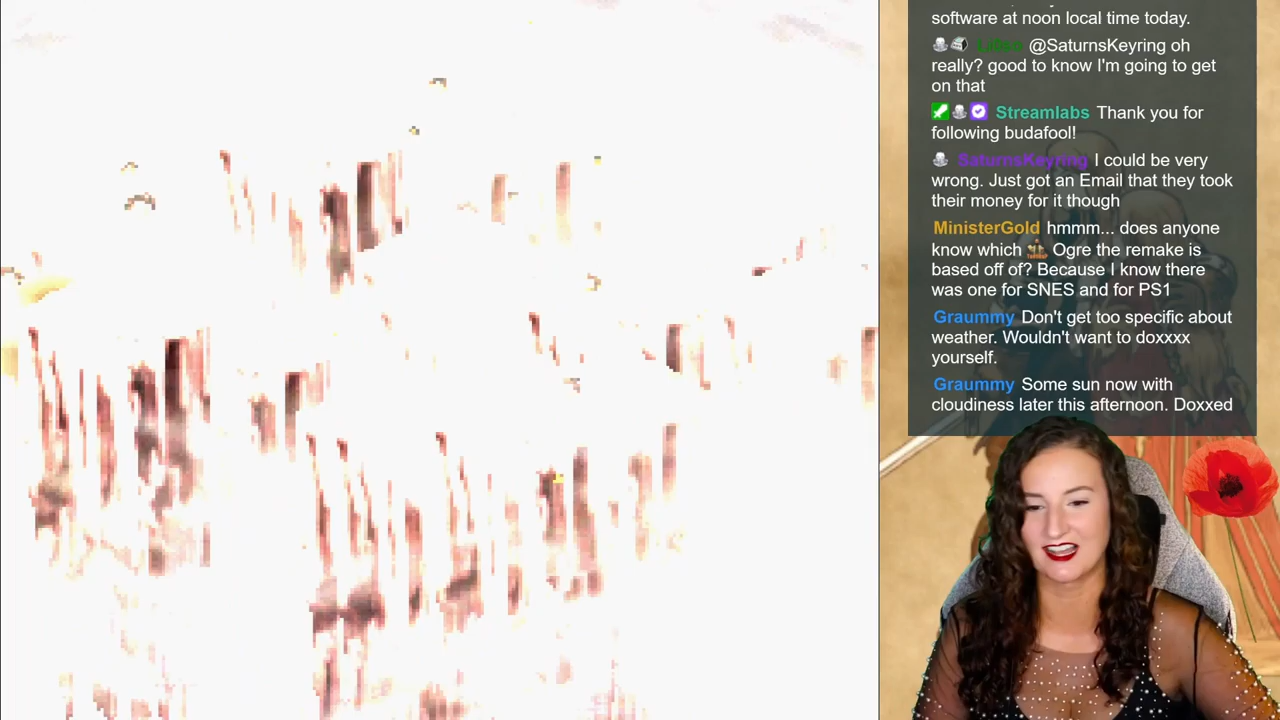 software at noon local time today.
@SaturnsKeyring oh
really? good to know I'm going to get
on that
Streamlabs Thank you for
following budafool!
SaturnsKeyring I could be very
wrong. Just got an Email that they took
their money for it though
MinisterGold hmmm... does anyone
know which Ogre the remake is
based off of? Because I know there
was one for SNES and for PS1
Graummy Don't get too specific about
weather. Wouldn't want to doxxxx
yourself.
Graummy Some sun now with
cloudiness later this afternoon. Doxxed